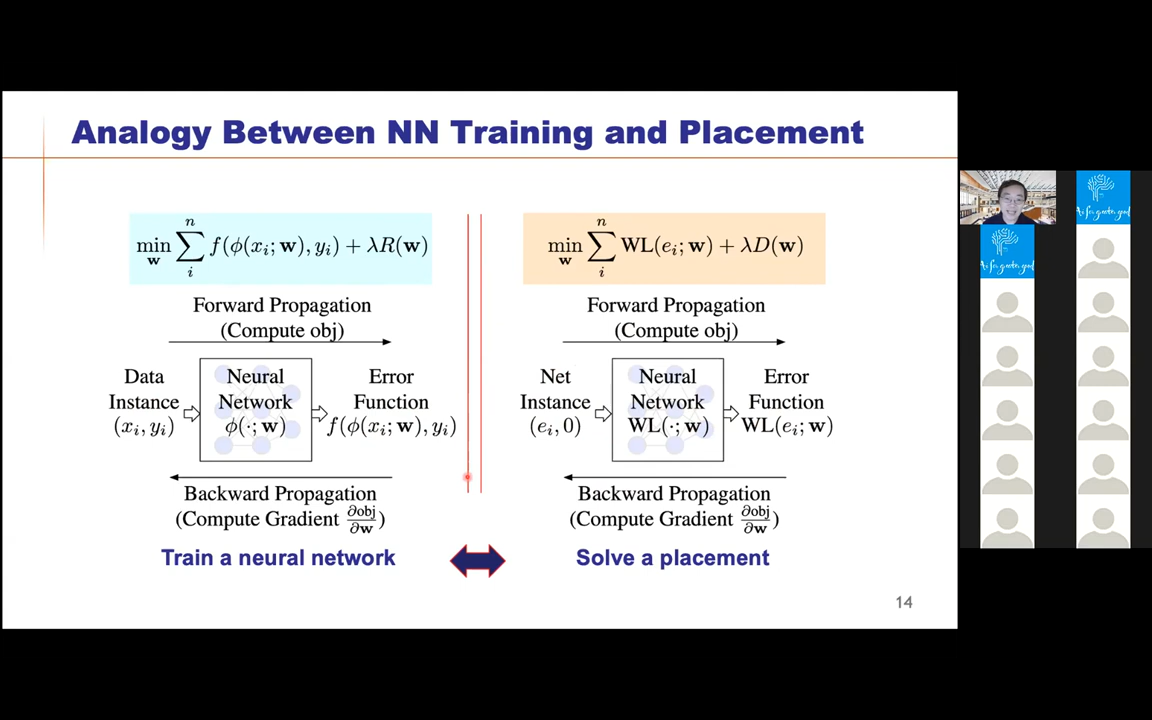 Analogy Between NN Training and Placement
min_w ∑_i^n f(ϕ(x_i; w), y_i) + λR(w)
Forward Propagation
(Compute obj)
Data
Instance
(x_i, y_i)
Neural
Network
ϕ(·; w)
Error
Function
f(ϕ(x_i; w), y_i)
Backward Propagation
(Compute Gradient ∂obj/∂w)
Train a neural network
min_w ∑_i^n WL(e_i; w) + λD(w)
Forward Propagation
(Compute obj)
Net
Instance
(e_i, 0)
Neural
Network
WL(·; w)
Error
Function
WL(e_i; w)
Backward Propagation
(Compute Gradient ∂obj/∂w)
Solve a placement
14